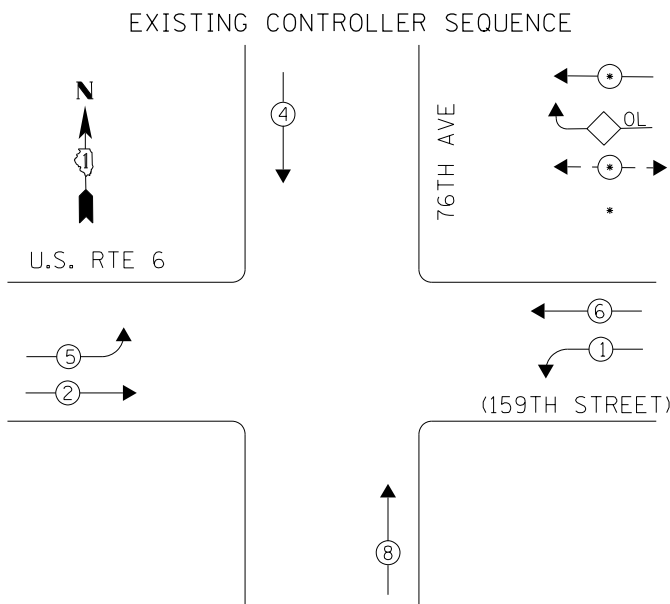 EXISTING CONTROLLER SEQUENCE
N
1
4
76TH AVE
*
OL
*
*
U.S. RTE 6
5
2
6
1
(159TH STREET)
8